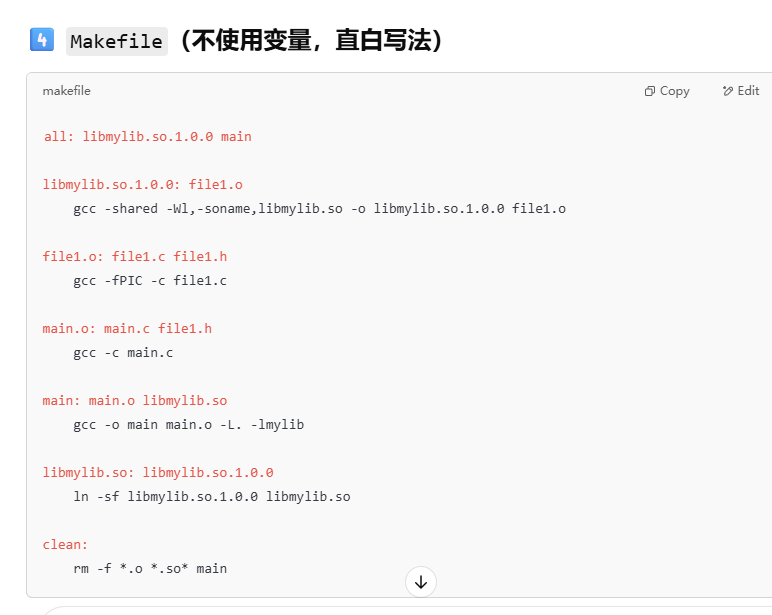 4 Makefile（不使用变量，直白写法）
makefile Copy Edit
all: libmylib.so.1.0.0 main
libmylib.so.1.0.0: file1.o
gcc -shared -Wl,-soname,libmylib.so -o libmylib.so.1.0.0 file1.o
file1.o: file1.c file1.h
gcc -fPIC -c file1.c
main.o: main.c file1.h
gcc -c main.c
main: main.o libmylib.so
gcc -o main main.o -L. -lmylib
libmylib.so: libmylib.so.1.0.0
ln -sf libmylib.so.1.0.0 libmylib.so
clean:
rm -f *.o *.so* main